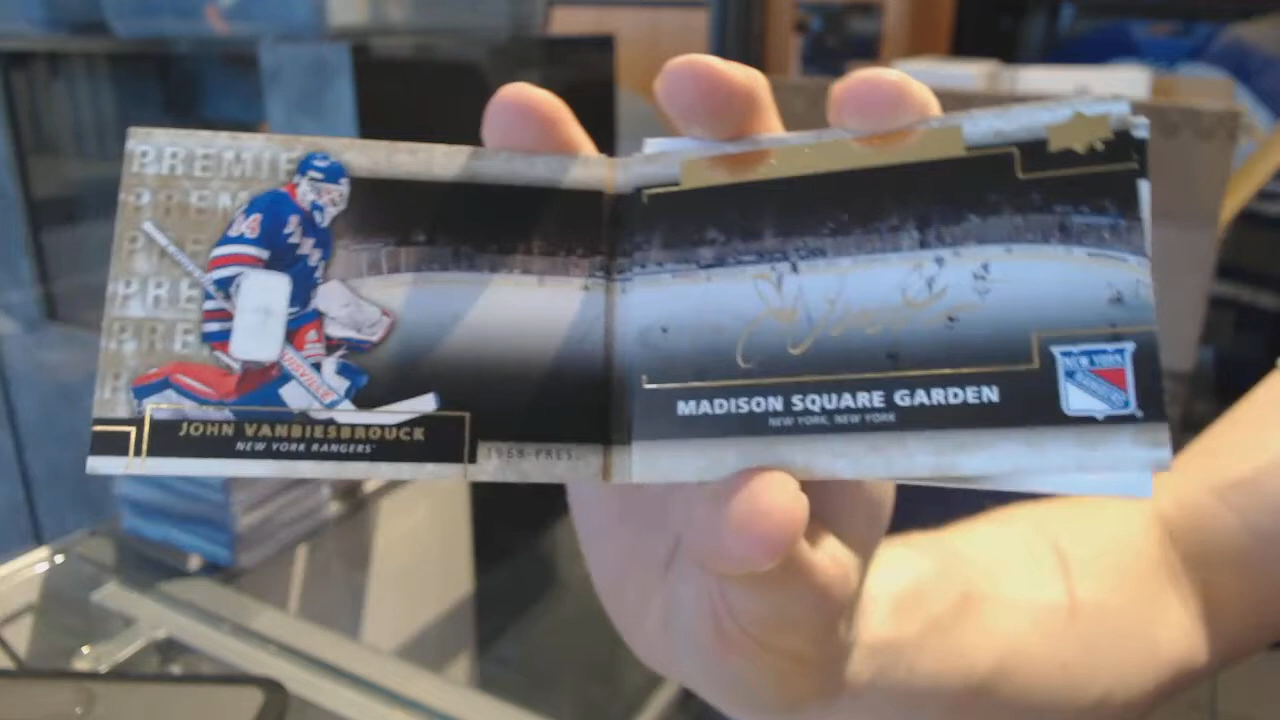 PREMIE
PREM
P
PRE
PRE
34
JOHN VANBIESBROUCK
NEW YORK RANGERS
1968-PRES.
MADISON SQUARE GARDEN
NEW YORK, NEW YORK
NEW YORK
RANGERS